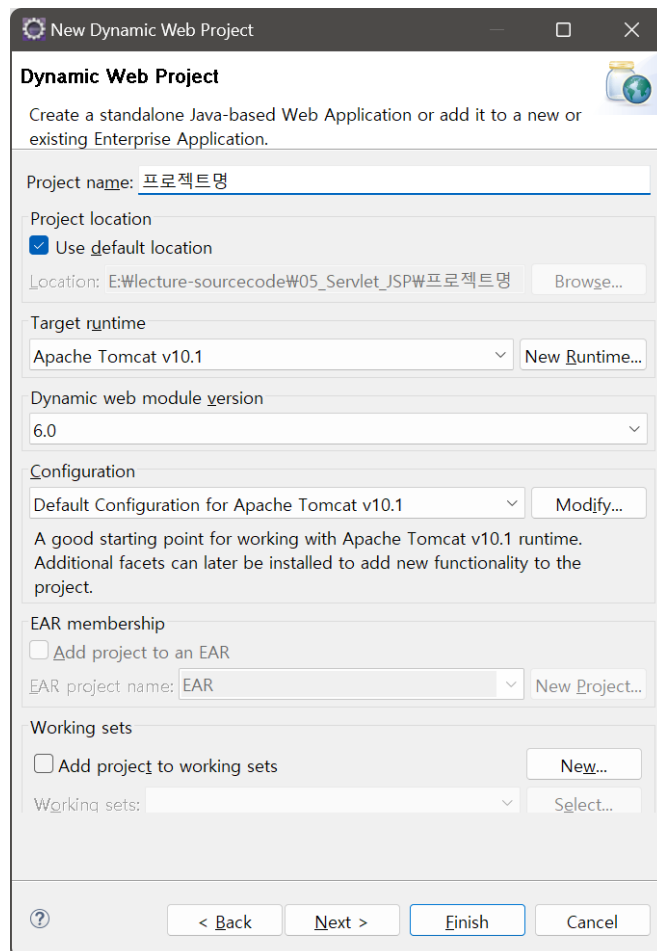 New Dynamic Web Project
Dynamic Web Project
Create a standalone Java-based Web Application or add it to a new or
existing Enterprise Application.
Project name: 프로젝트명
Project location
Use default location
Location: E:₩lecture-sourcecode₩05_Servlet_JSP₩프로젝트명 Browse...
Target runtime
Apache Tomcat v10.1 New Runtime...
Dynamic web module version
6.0
Configuration
Default Configuration for Apache Tomcat v10.1 Modify...
A good starting point for working with Apache Tomcat v10.1 runtime.
Additional facets can later be installed to add new functionality to the
project.
EAR membership
Add project to an EAR
EAR project name: EAR New Project...
Working sets
Add project to working sets New...
Working sets: Select...
? < Back Next > Finish Cancel